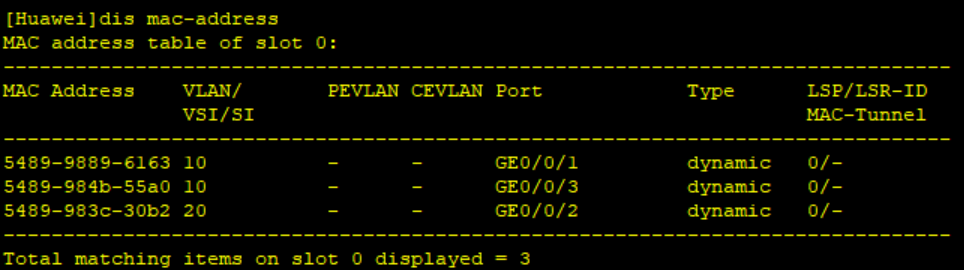 [Huawei]dis mac-address
MAC address table of slot 0:
-------------------------------------------------------------------------------
MAC Address    VLAN/       PEVLAN CEVLAN Port            Type      LSP/LSR-ID
               VSI/SI                                              MAC-Tunnel
-------------------------------------------------------------------------------
5489-9889-6163 10          -      -      GE0/0/1         dynamic   0/-
5489-984b-55a0 10          -      -      GE0/0/3         dynamic   0/-
5489-983c-30b2 20          -      -      GE0/0/2         dynamic   0/-
-------------------------------------------------------------------------------
Total matching items on slot 0 displayed = 3